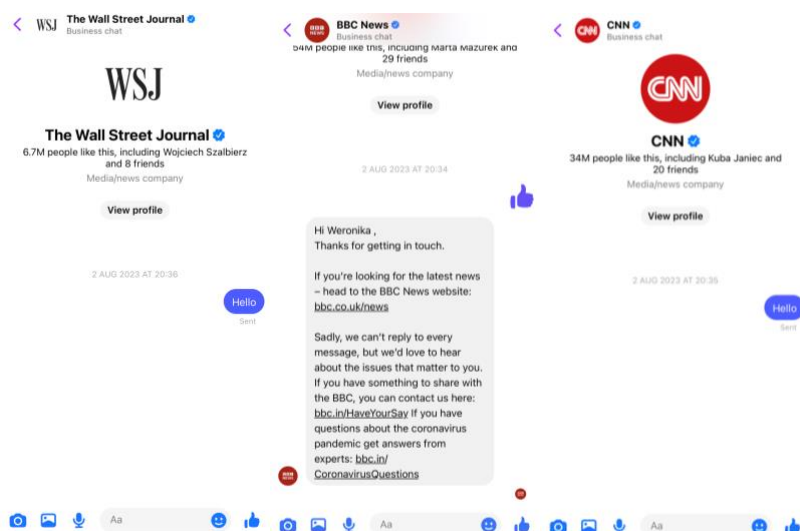 WSJ
The Wall Street Journal
Business chat
WSJ
The Wall Street Journal
6.7M people like this, including Wojciech Szalbierz
and 8 friends
Media/news company
View profile
2 AUG 2023 AT 20:36
Hello
Sent
Aa
BBC
NEWS
BBC News
Business chat
54M people like this, including Marta Mazurek and
29 friends
Media/news company
View profile
2 AUG 2023 AT 20:34
Hi Weronika ,
Thanks for getting in touch.
If you're looking for the latest news
– head to the BBC News website:
bbc.co.uk/news
Sadly, we can't reply to every
message, but we'd love to hear
about the issues that matter to you.
If you have something to share with
the BBC, you can contact us here:
bbc.in/HaveYourSay If you have
questions about the coronavirus
pandemic get answers from
experts: bbc.in/
CoronavirusQuestions
Aa
CNN
CNN
Business chat
CNN
CNN
34M people like this, including Kuba Janiec and
20 friends
Media/news company
View profile
2 AUG 2023 AT 20:35
Hello
Sent
Aa